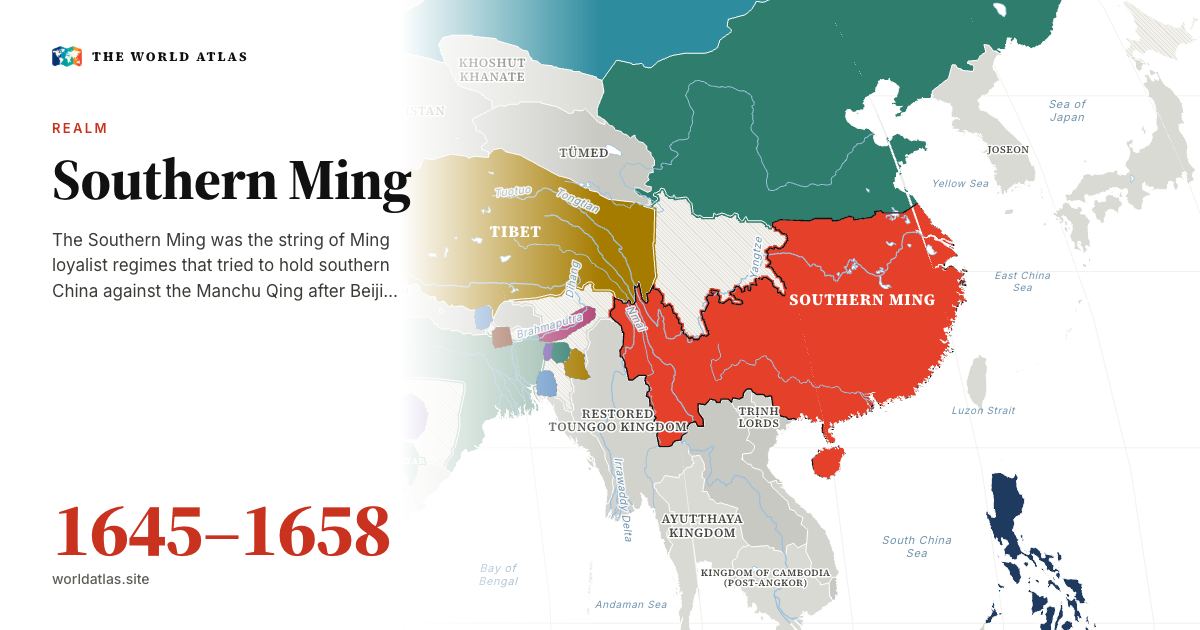 THE WORLD ATLAS
REALM
Southern Ming
The Southern Ming was the string of Ming
loyalist regimes that tried to hold southern
China against the Manchu Qing after Beiji...
1645–1658
worldatlas.site
KHOSHUT
KHANATE
STAN
TÜMED
Tuotuo
Tongtian
TIBET
Dihang
Brahmaputra
Nmai
Yangtze
SOUTHERN MING
JOSEON
Sea of
Japan
Yellow Sea
East China
Sea
Luzon Strait
RESTORED
TOUNGOO KINGDOM
TRINH
LORDS
Irrawaddy Delta
AYUTTHAYA
KINGDOM
KINGDOM OF CAMBODIA
(POST-ANGKOR)
South China
Sea
Bay of
Bengal
Andaman Sea